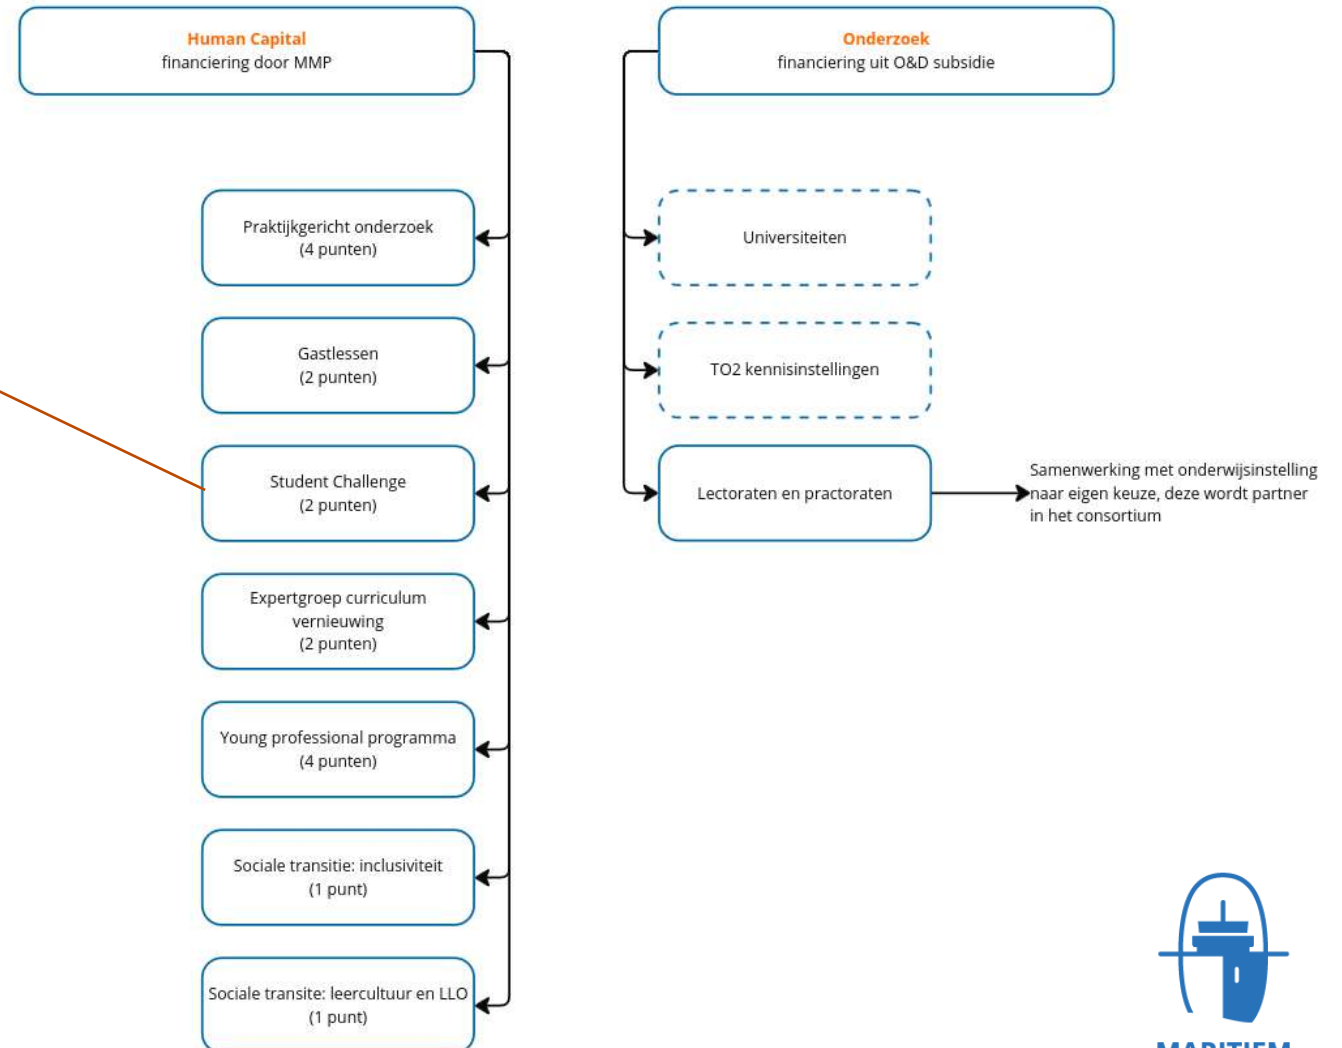 Human Capital
financiering door MMP
Praktijkgericht onderzoek
(4 punten)
Gastlessen
(2 punten)
Student Challenge
(2 punten)
Expertgroep curriculum
vernieuwing
(2 punten)
Young professional programma
(4 punten)
Sociale transitie: inclusiviteit
(1 punt)
Sociale transite: leercultuur en LLO
(1 punt)
Onderzoek
financiering uit O&D subsidie
Universiteiten
TO2 kennisinstellingen
Lectoraten en practoraten
Samenwerking met onderwijsinstelling
naar eigen keuze, deze wordt partner
in het consortium
MARITIEM